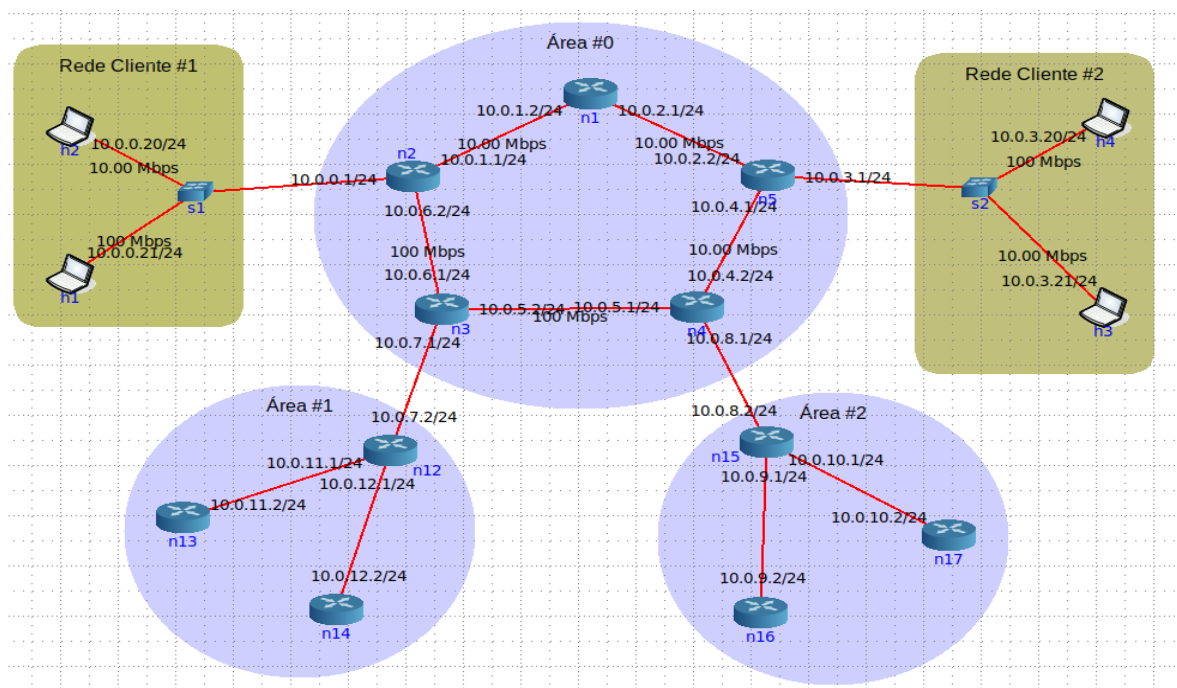 Área #0
Rede Cliente #1
Rede Cliente #2
10.0.1.2/24
10.0.2.1/24
n1
h2
10.0.0.20/24
10.00 Mbps
n2
10.00 Mbps
10.0.1.1/24
10.00 Mbps
10.0.2.2/24
10.0.3.20/24
h4
100 Mbps
s1
10.0.0.1/24
n5
10.0.3.1/24
s2
10.0.6.2/24
10.0.4.1/24
100 Mbps
10.0.0.21/24
h1
100 Mbps
10.0.6.1/24
10.00 Mbps
10.0.4.2/24
10.00 Mbps
10.0.3.21/24
h3
n3
10.0.5.2/24
10.0.5.1/24
100 Mbps
n4
10.0.7.1/24
10.0.8.1/24
Área #1
10.0.7.2/24
10.0.8.2/24
Área #2
n12
10.0.11.1/24
10.0.12.1/24
10.0.11.2/24
n13
10.0.12.2/24
n14
n15
10.0.10.1/24
10.0.9.1/24
10.0.10.2/24
n17
10.0.9.2/24
n16